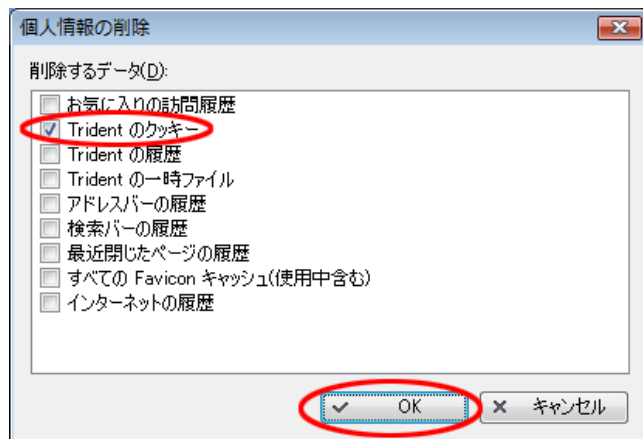 個人情報の削除
削除するデータ(D):
お気に入りの訪問履歴
Trident のクッキー
Trident の履歴
Trident の一時ファイル
アドレスバーの履歴
検索バーの履歴
最近閉じたページの履歴
すべての Favicon キャッシュ(使用中含む)
インターネットの履歴
OK
キャンセル